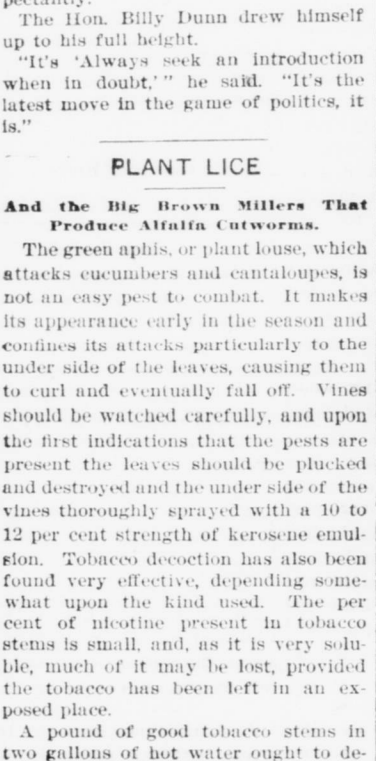 pectantly.
The Hon. Billy Dunn drew himself
up to his full height.
"It's 'Always seek an introduction
when in doubt,'" he said. "It's the
latest move in the game of politics, it
is."
PLANT LICE
And the Big Brown Millers That
Produce Alfalfa Cutworms.
The green aphis, or plant louse, which
attacks cucumbers and cantaloupes, is
not an easy pest to combat. It makes
its appearance early in the season and
confines its attacks particularly to the
under side of the leaves, causing them
to curl and eventually fall off. Vines
should be watched carefully, and upon
the first indications that the pests are
present the leaves should be plucked
and destroyed and the under side of the
vines thoroughly sprayed with a 10 to
12 per cent strength of kerosene emul-
sion. Tobacco decoction has also been
found very effective, depending some-
what upon the kind used. The per
cent of nicotine present in tobacco
stems is small, and, as it is very solu-
ble, much of it may be lost, provided
the tobacco has been left in an ex-
posed place.
A pound of good tobacco stems in
two gallons of hot water ought to de-